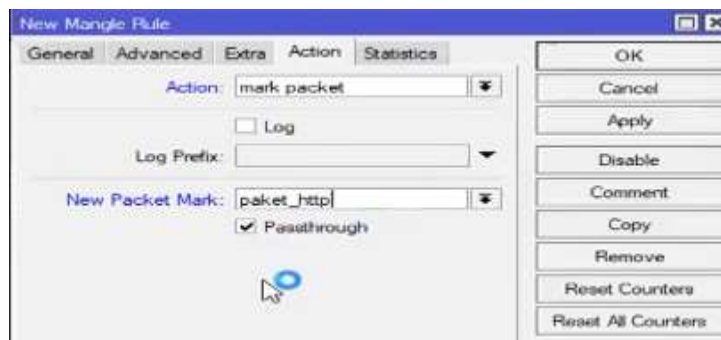 New Mangle Rule
General Advanced Extra Action Statistics
Action: mark packet
Log
Log Prefix:
New Packet Mark: paket_http
Passthrough
OK
Cancel
Apply
Disable
Comment
Copy
Remove
Reset Counters
Reset All Counters